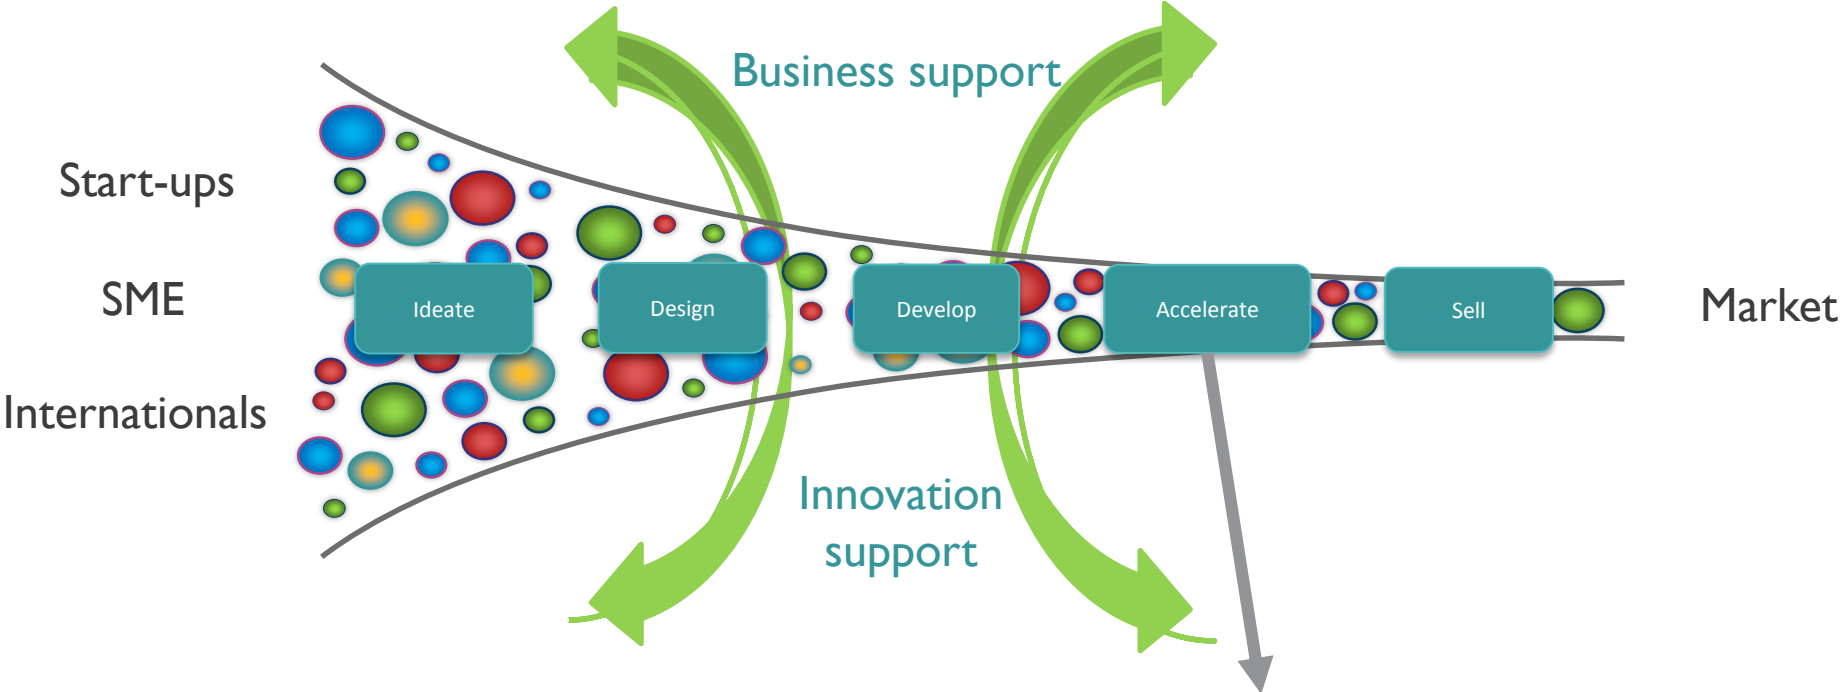 Business support
Start-ups
SME
Internationals
Ideate
Design
Develop
Accelerate
Sell
Market
Innovation
support